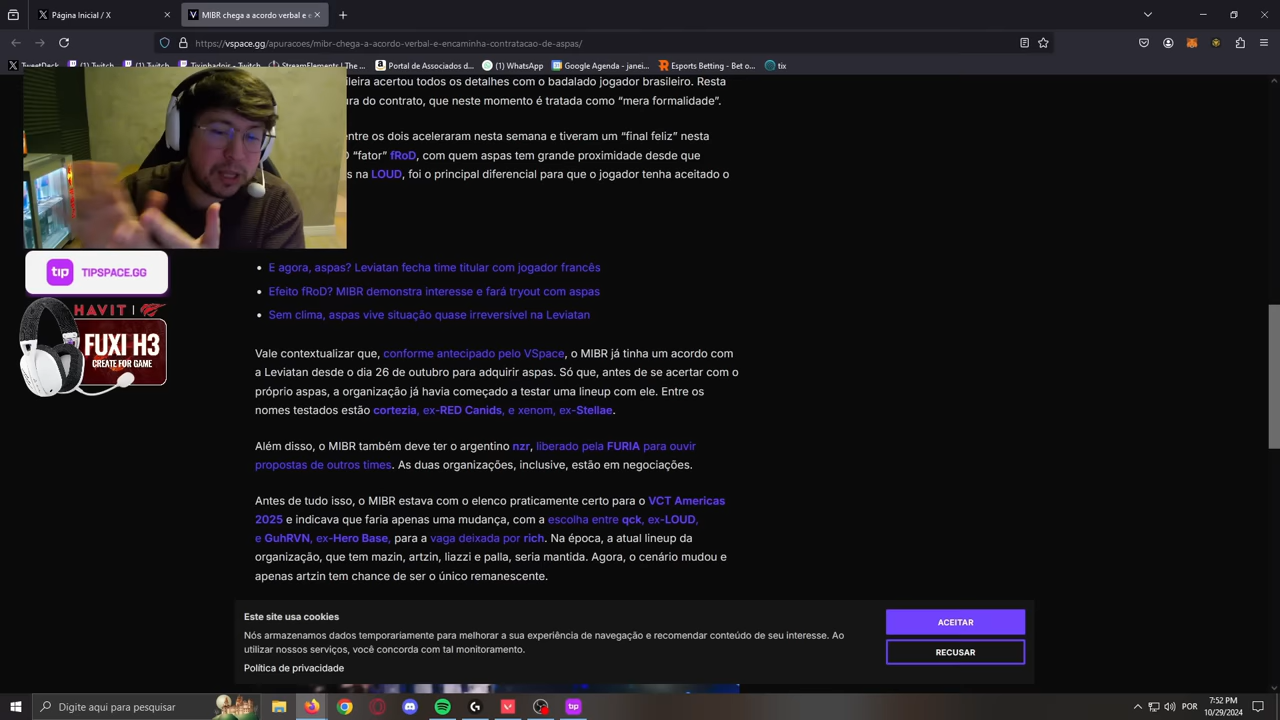 Página Inicial / X
MIBR chega a acordo verbal e e
https://vspace.gg/apuracoes/mibr-chega-a-acordo-verbal-e-encaminha-contratacao-de-aspas/
TweetDeck
(1) Twitch
Tixinhadois - Twitch
StreamElements | The ...
Portal de Associados d...
(1) WhatsApp
Google Agenda - janei...
Esports Betting - Bet o...
tix
ileira acertou todos os detalhes com o badalado jogador brasileiro. Resta
ura do contrato, que neste momento é tratada como “mera formalidade”.
entre os dois aceleraram nesta semana e tiveram um “final feliz” nesta
“fator” fRoD, com quem aspas tem grande proximidade desde que
s na LOUD, foi o principal diferencial para que o jogador tenha aceitado o
tip TIPSPACE.GG
HAVIT
FUXI H3
CREATE FOR GAME
E agora, aspas? Leviatan fecha time titular com jogador francês
Efeito fRoD? MIBR demonstra interesse e fará tryout com aspas
Sem clima, aspas vive situação quase irreversível na Leviatan
Vale contextualizar que, conforme antecipado pelo VSpace, o MIBR já tinha um acordo com
a Leviatan desde o dia 26 de outubro para adquirir aspas. Só que, antes de se acertar com o
próprio aspas, a organização já havia começado a testar uma lineup com ele. Entre os
nomes testados estão cortezia, ex-RED Canids, e xenom, ex-Stellae.
Além disso, o MIBR também deve ter o argentino nzr, liberado pela FURIA para ouvir
propostas de outros times. As duas organizações, inclusive, estão em negociações.
Antes de tudo isso, o MIBR estava com o elenco praticamente certo para o VCT Americas
2025 e indicava que faria apenas uma mudança, com a escolha entre qck, ex-LOUD,
e GuhRVN, ex-Hero Base, para a vaga deixada por rich. Na época, a atual lineup da
organização, que tem mazin, artzin, liazzi e palla, seria mantida. Agora, o cenário mudou e
apenas artzin tem chance de ser o único remanescente.
Este site usa cookies
Nós armazenamos dados temporariamente para melhorar a sua experiência de navegação e recomendar conteúdo de seu interesse. Ao
utilizar nossos serviços, você concorda com tal monitoramento.
Política de privacidade
ACEITAR
RECUSAR
Digite aqui para pesquisar
tip
POR
7:52 PM
10/29/2024